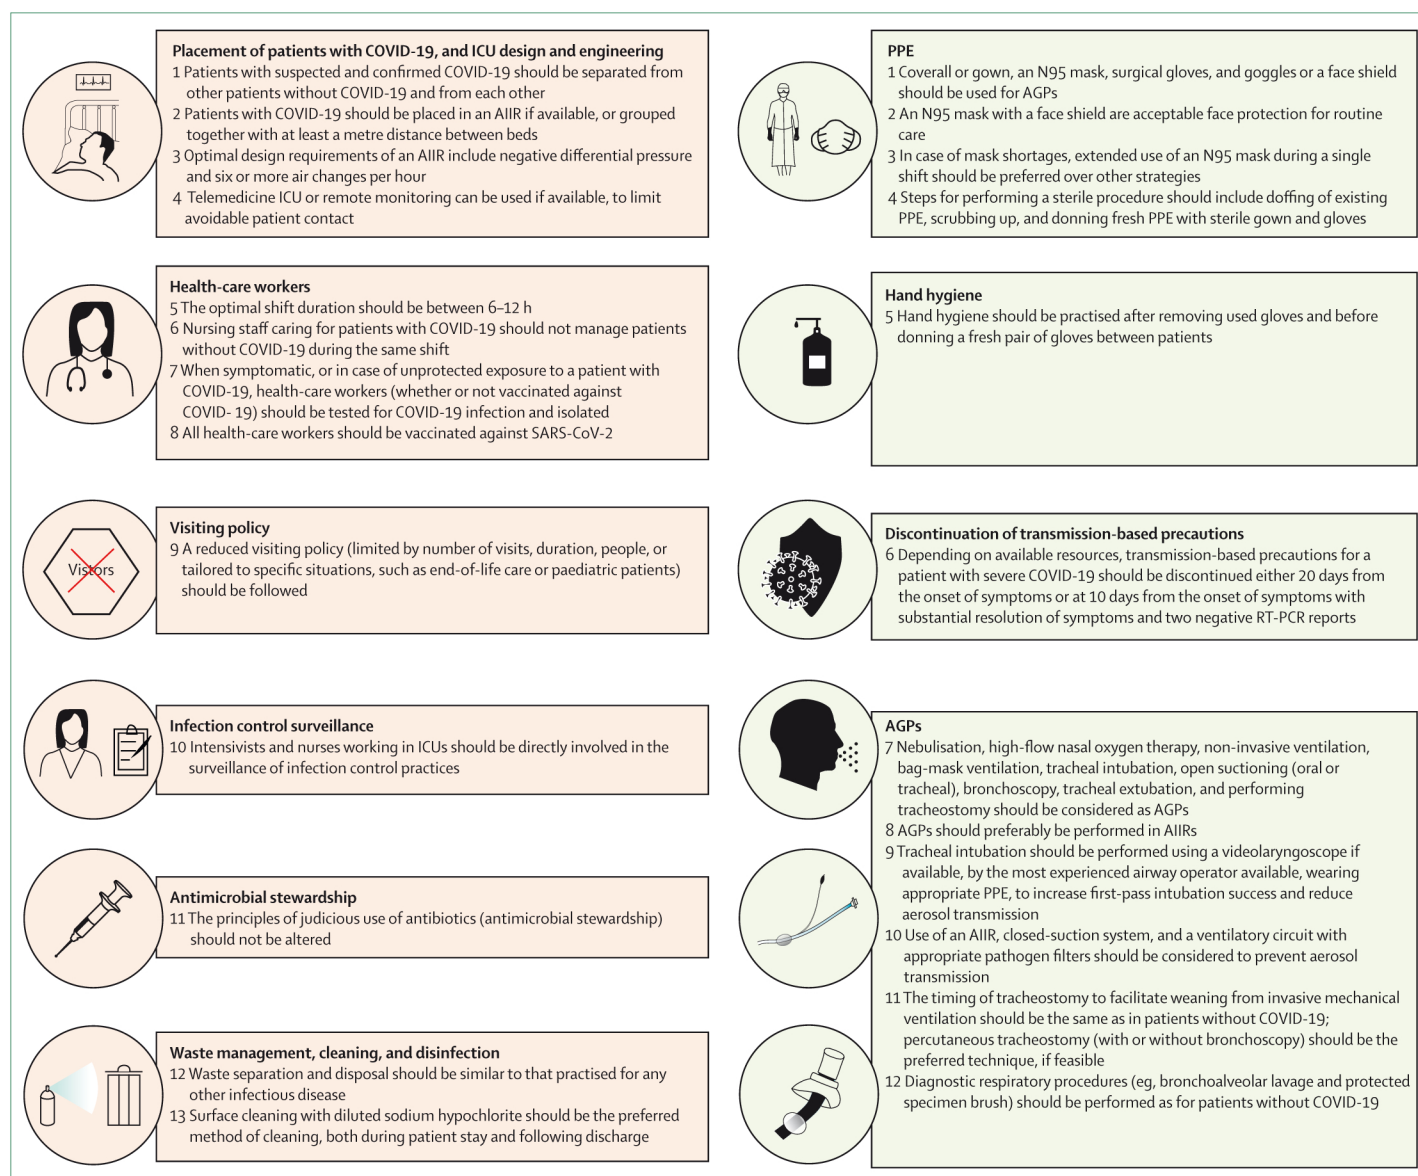 Placement of patients with COVID-19, and ICU design and engineering
1 Patients with suspected and confirmed COVID-19 should be separated from
other patients without COVID-19 and from each other
2 Patients with COVID-19 should be placed in an AIIR if available, or grouped
together with at least a metre distance between beds
3 Optimal design requirements of an AIIR include negative differential pressure
and six or more air changes per hour
4 Telemedicine ICU or remote monitoring can be used if available, to limit
avoidable patient contact
Health-care workers
5 The optimal shift duration should be between 6–12 h
6 Nursing staff caring for patients with COVID-19 should not manage patients
without COVID-19 during the same shift
7 When symptomatic, or in case of unprotected exposure to a patient with
COVID-19, health-care workers (whether or not vaccinated against
COVID- 19) should be tested for COVID-19 infection and isolated
8 All health-care workers should be vaccinated against SARS-CoV-2
Vistors
Visiting policy
9 A reduced visiting policy (limited by number of visits, duration, people, or
tailored to specific situations, such as end-of-life care or paediatric patients)
should be followed
Infection control surveillance
10 Intensivists and nurses working in ICUs should be directly involved in the
surveillance of infection control practices
Antimicrobial stewardship
11 The principles of judicious use of antibiotics (antimicrobial stewardship)
should not be altered
Waste management, cleaning, and disinfection
12 Waste separation and disposal should be similar to that practised for any
other infectious disease
13 Surface cleaning with diluted sodium hypochlorite should be the preferred
method of cleaning, both during patient stay and following discharge
PPE
1 Coverall or gown, an N95 mask, surgical gloves, and goggles or a face shield
should be used for AGPs
2 An N95 mask with a face shield are acceptable face protection for routine
care
3 In case of mask shortages, extended use of an N95 mask during a single
shift should be preferred over other strategies
4 Steps for performing a sterile procedure should include doffing of existing
PPE, scrubbing up, and donning fresh PPE with sterile gown and gloves
Hand hygiene
5 Hand hygiene should be practised after removing used gloves and before
donning a fresh pair of gloves between patients
Discontinuation of transmission-based precautions
6 Depending on available resources, transmission-based precautions for a
patient with severe COVID-19 should be discontinued either 20 days from
the onset of symptoms or at 10 days from the onset of symptoms with
substantial resolution of symptoms and two negative RT-PCR reports
AGPs
7 Nebulisation, high-flow nasal oxygen therapy, non-invasive ventilation,
bag-mask ventilation, tracheal intubation, open suctioning (oral or
tracheal), bronchoscopy, tracheal extubation, and performing
tracheostomy should be considered as AGPs
8 AGPs should preferably be performed in AIIRs
9 Tracheal intubation should be performed using a videolaryngoscope if
available, by the most experienced airway operator available, wearing
appropriate PPE, to increase first-pass intubation success and reduce
aerosol transmission
10 Use of an AIIR, closed-suction system, and a ventilatory circuit with
appropriate pathogen filters should be considered to prevent aerosol
transmission
11 The timing of tracheostomy to facilitate weaning from invasive mechanical
ventilation should be the same as in patients without COVID-19;
percutaneous tracheostomy (with or without bronchoscopy) should be the
preferred technique, if feasible
12 Diagnostic respiratory procedures (eg, bronchoalveolar lavage and protected
specimen brush) should be performed as for patients without COVID-19